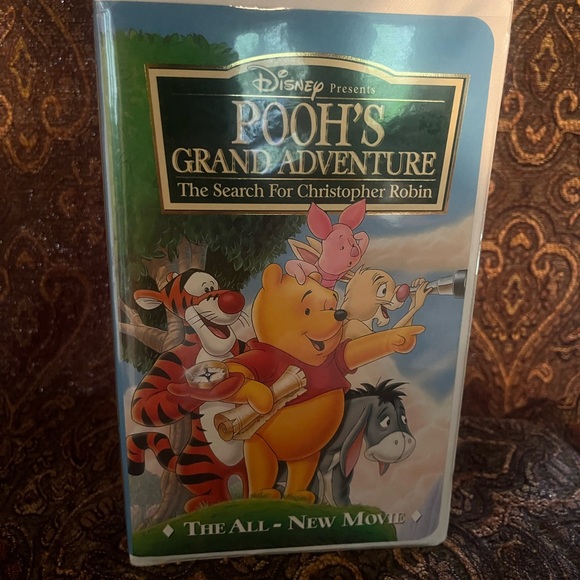 Disney Presents
POOH'S
GRAND ADVENTURE
The Search For Christopher Robin
THE ALL-NEW MOVIE